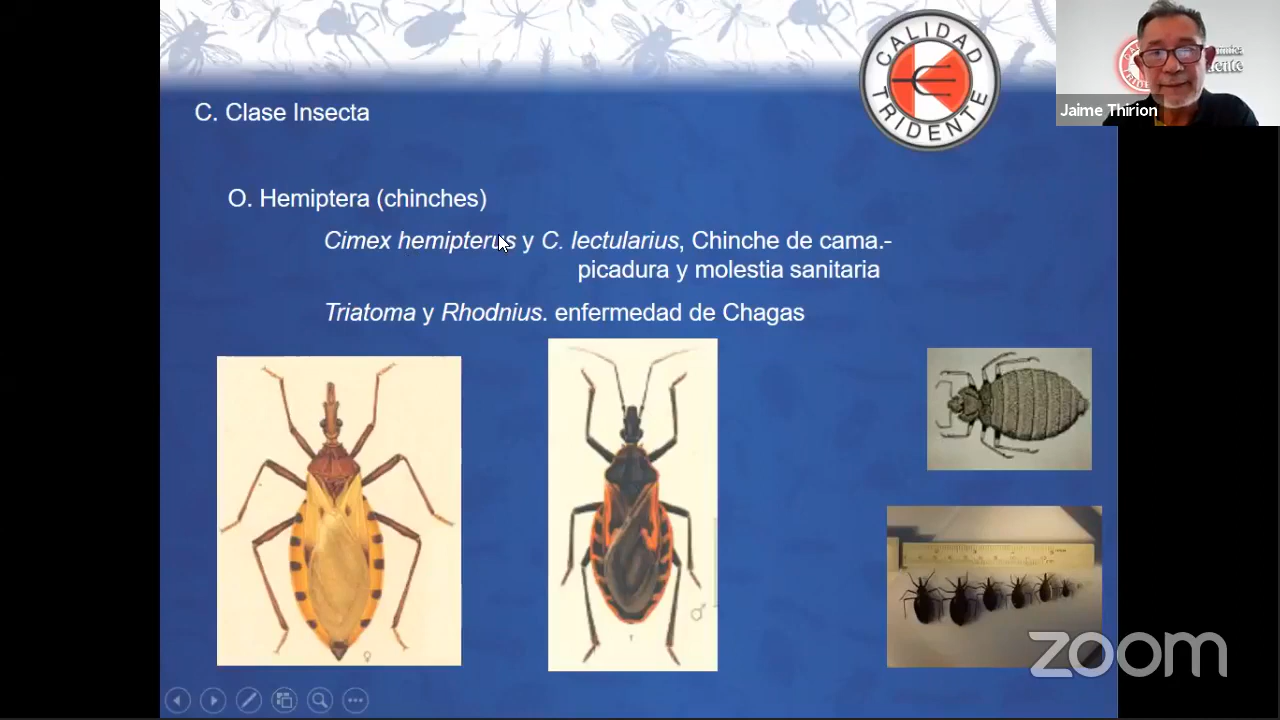 CALIDAD
TRIDENTE
Jaime Thirion
C. Clase Insecta
O. Hemiptera (chinches)
Cimex hemipterus y C. lectularius, Chinche de cama.-
picadura y molestia sanitaria
Triatoma y Rhodnius. enfermedad de Chagas
♀
♂
zoom